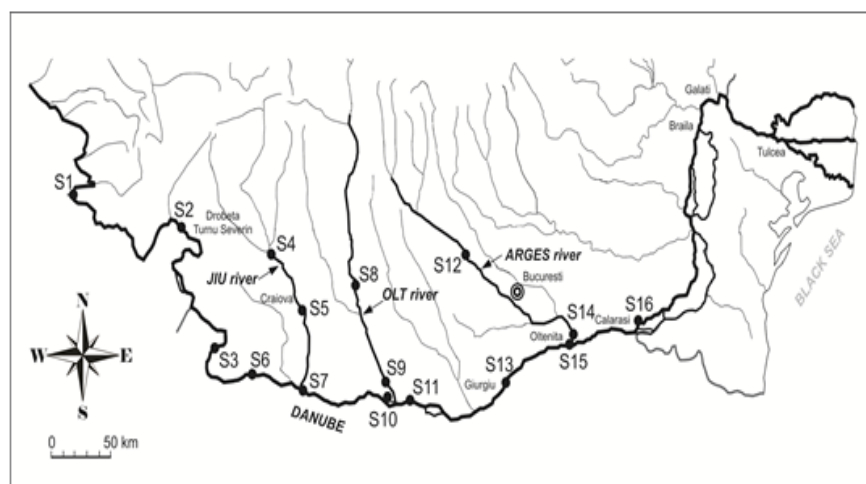 Galati
Braila
Tulcea
S1
S2
Drobeta
Turnu Severin
S4
JIU river
S8
OLT river
S12
ARGES river
Bucuresti
BLACK SEA
Craiova
S5
S14
S16
Calarasi
Oltenita
S15
N
W
E
S
S3
S6
S7
S9
S10
S11
S13
Giurgiu
DANUBE
0
50 km